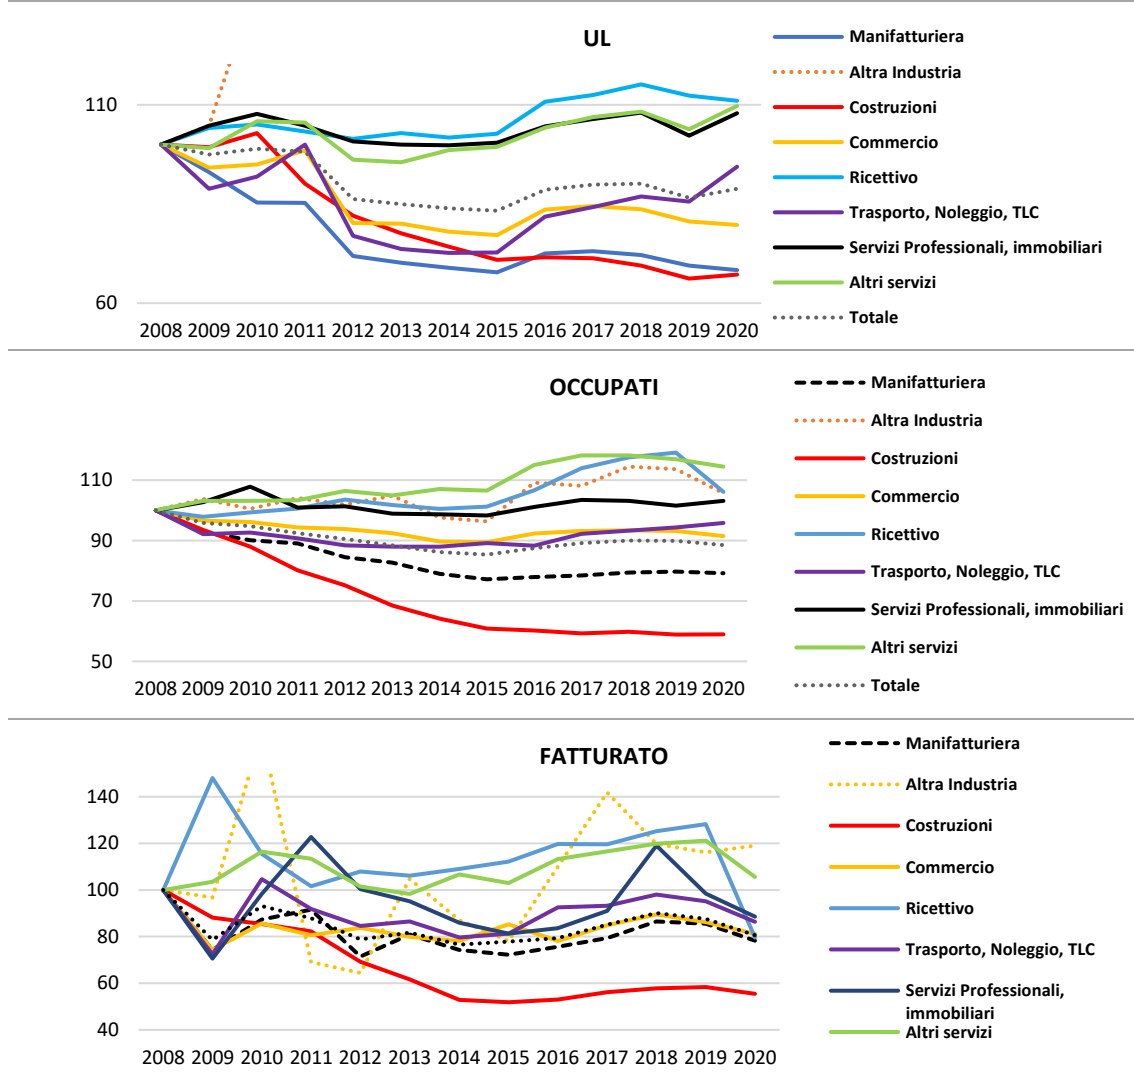 UL
Manifatturiera
Altra Industria
Costruzioni
Commercio
Ricettivo
Trasporto, Noleggio, TLC
Servizi Professionali, immobiliari
Altri servizi
Totale
110
60
2008 2009 2010 2011 2012 2013 2014 2015 2016 2017 2018 2019 2020
OCCUPATI
Manifatturiera
Altra Industria
Costruzioni
Commercio
Ricettivo
Trasporto, Noleggio, TLC
Servizi Professionali, immobiliari
Altri servizi
Totale
110
90
70
50
2008 2009 2010 2011 2012 2013 2014 2015 2016 2017 2018 2019 2020
FATTURATO
Manifatturiera
Altra Industria
Costruzioni
Commercio
Ricettivo
Trasporto, Noleggio, TLC
Servizi Professionali,
immobiliari
Altri servizi
140
120
100
80
60
40
2008 2009 2010 2011 2012 2013 2014 2015 2016 2017 2018 2019 2020